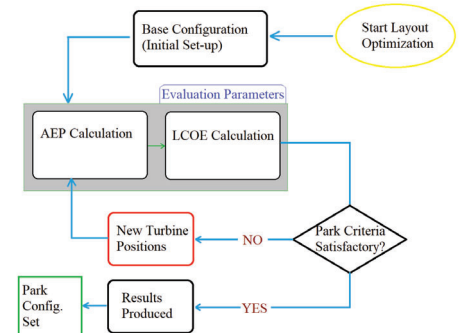 Base Configuration
(Initial Set-up)
Start Layout
Optimization
Evaluation Parameters
AEP Calculation
LCOE Calculation
New Turbine
Positions
NO
Park Criteria
Satisfactory?
Park
Config.
Set
Results
Produced
YES